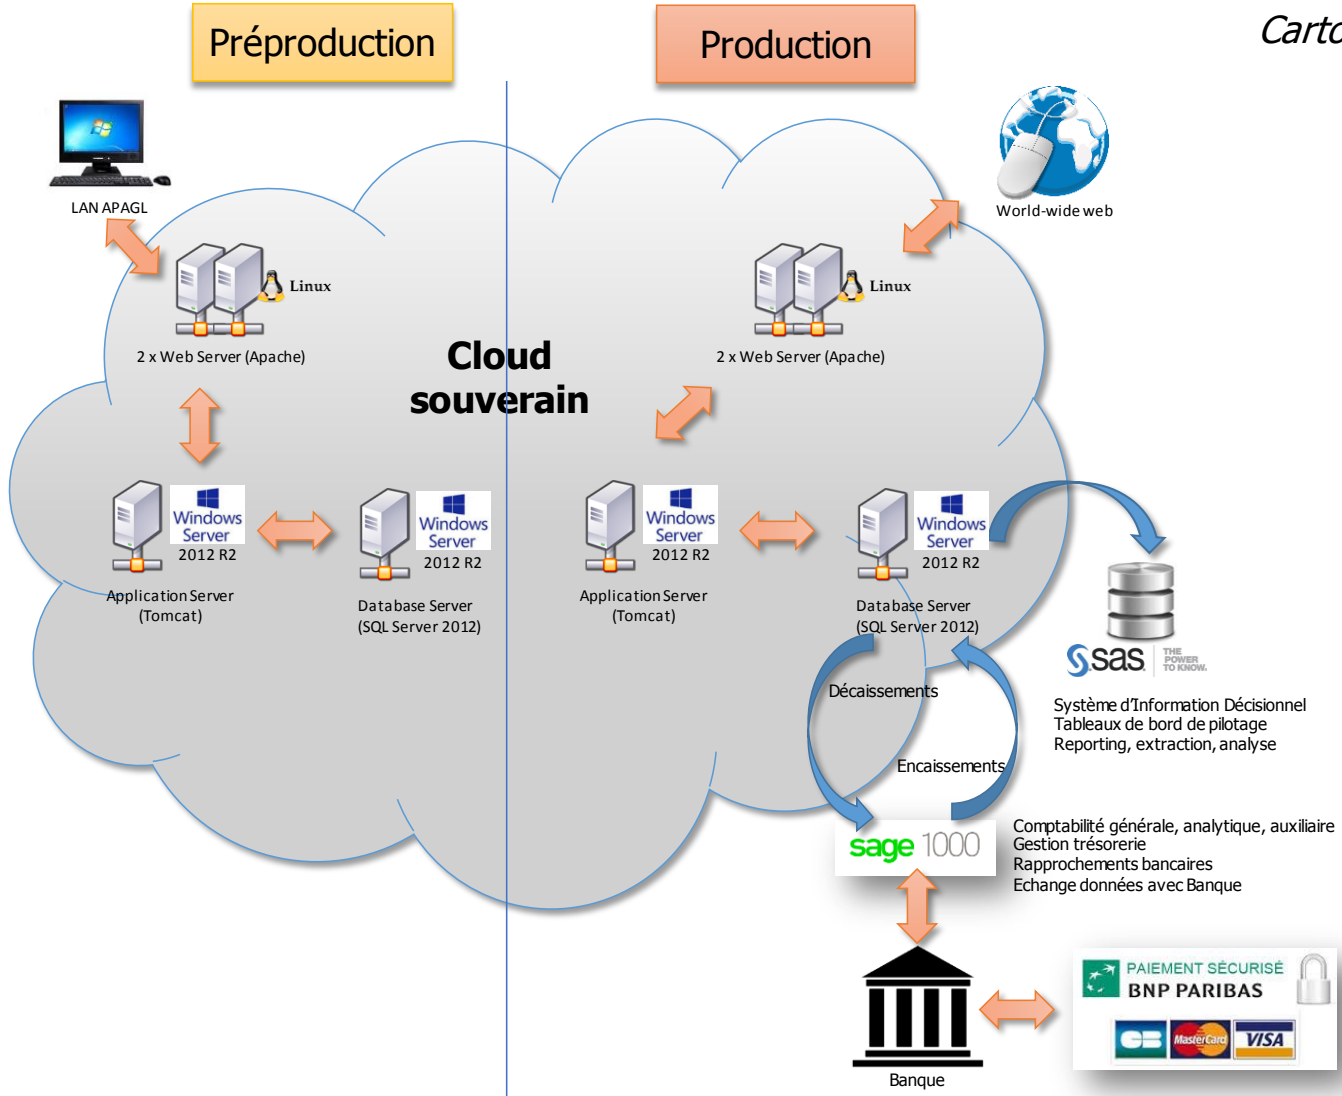 Préproduction
Production
Carto
LAN APAGL
World-wide web
Linux
2 x Web Server (Apache)
Linux
2 x Web Server (Apache)
Cloud
souverain
Windows
Server
2012 R2
Application Server
(Tomcat)
Windows
Server
2012 R2
Database Server
(SQL Server 2012)
Windows
Server
2012 R2
Application Server
(Tomcat)
Windows
Server
2012 R2
Database Server
(SQL Server 2012)
sas
THE
POWER
TO KNOW.
Système d'Information Décisionnel
Tableaux de bord de pilotage
Reporting, extraction, analyse
Décaissements
Encaissements
sage 1000
Comptabilité générale, analytique, auxiliaire
Gestion trésorerie
Rapprochements bancaires
Echange données avec Banque
Banque
PAIEMENT SÉCURISÉ
BNP PARIBAS
CB
MasterCard
VISA